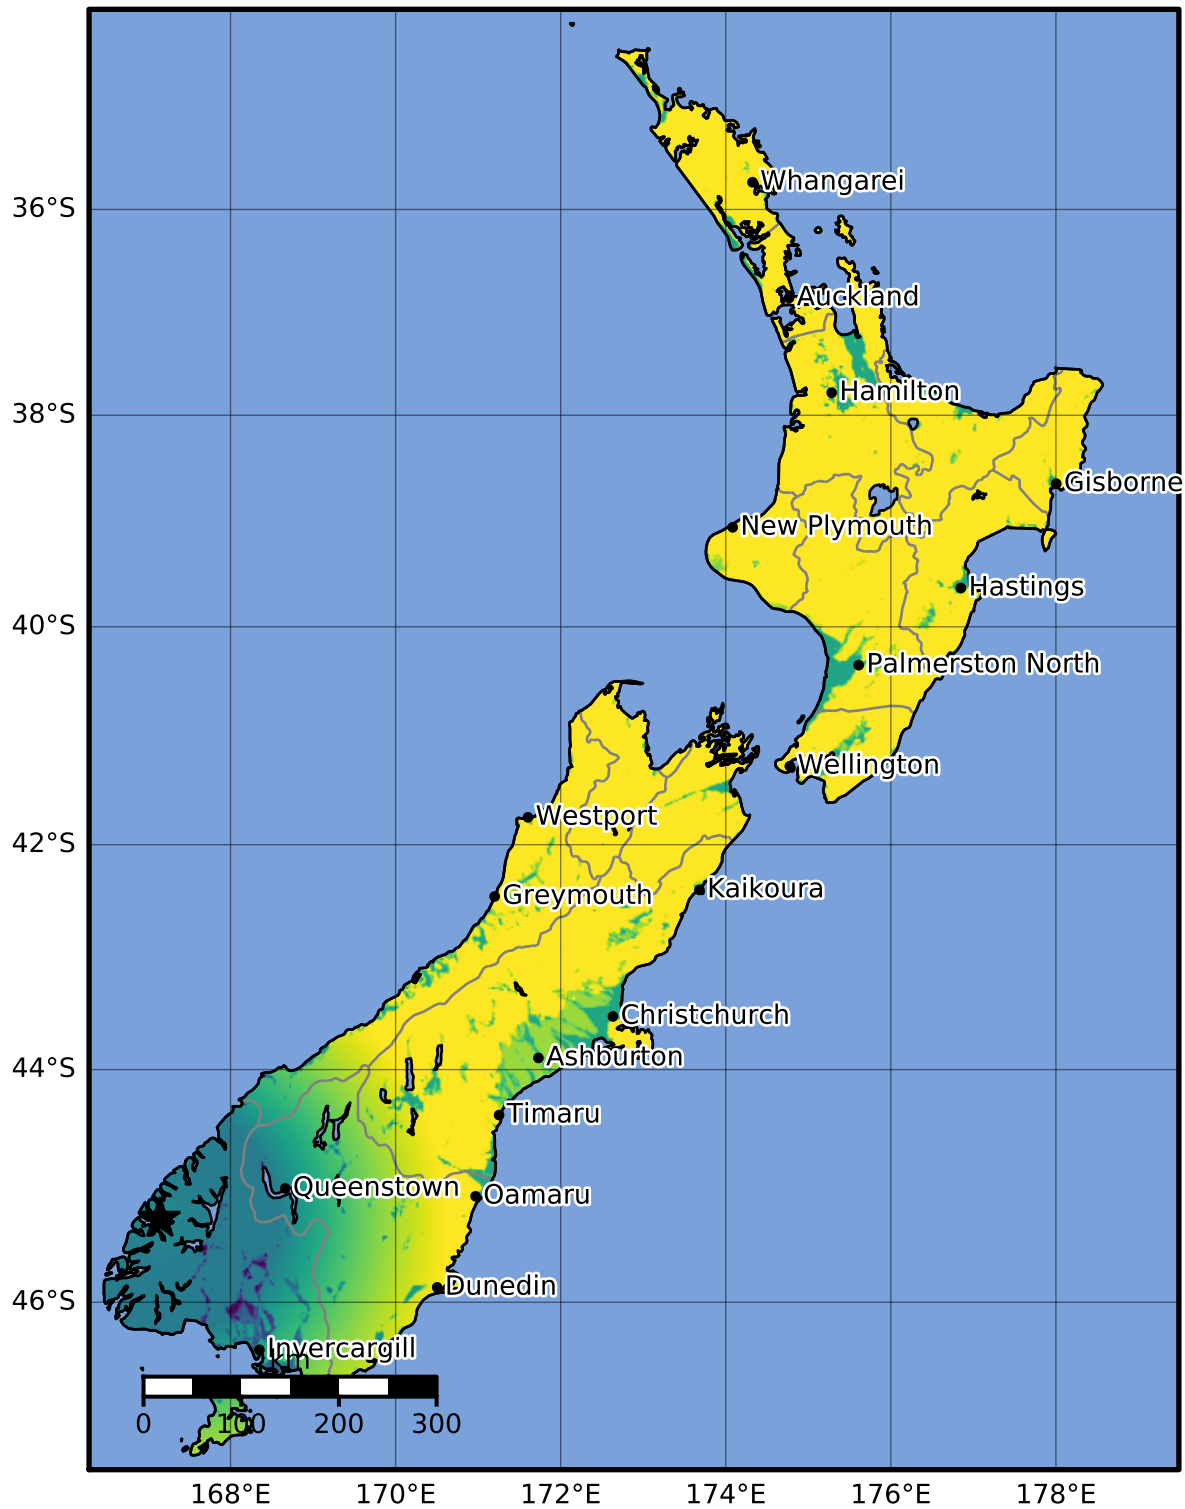 Whangarei
36°S
Auckland
Hamilton
38°S
Gisborne
New Plymouth
Hastings
40°S
Palmerston North
Wellington
Westport
42°S
Kaikoura
Greymouth
Christchurch
Ashburton
44°S
Timaru
Queenstown
Oamaru
Dunedin
46°S
Invercargill
km
0 100 200 300
168°E 170°E 172°E 174°E 176°E 178°E